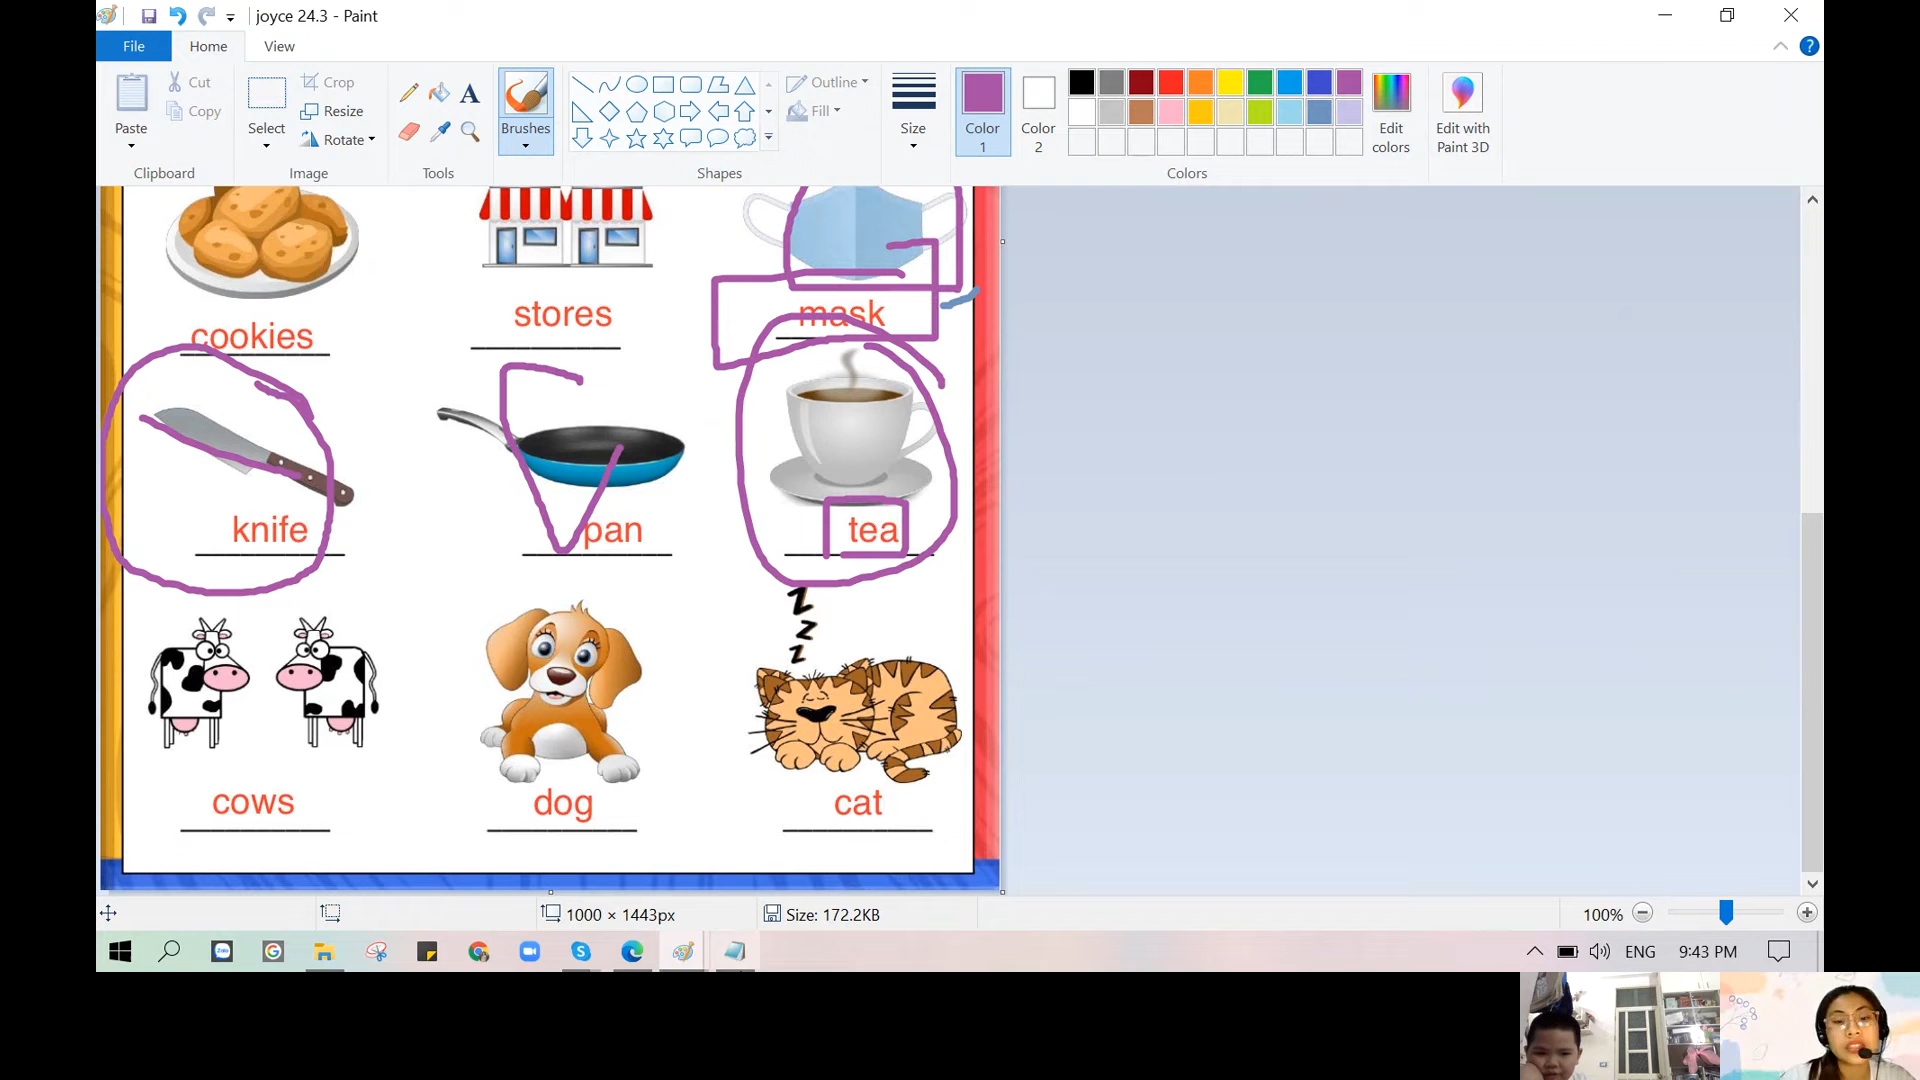 joyce 24.3 - Paint
File Home View
Paste
Cut
Copy
Clipboard
Select
Crop
Resize
Rotate
Image
A
Tools
Brushes
Shapes
Outline
Fill
Size
Color 1
Color 2
Edit colors
Edit with Paint 3D
Colors
cookies
stores
mask
knife
pan
tea
z
z
z
cows
dog
cat
1000 × 1443px
Size: 172.2KB
100%
Zalo
G
S
ENG
9:43 PM